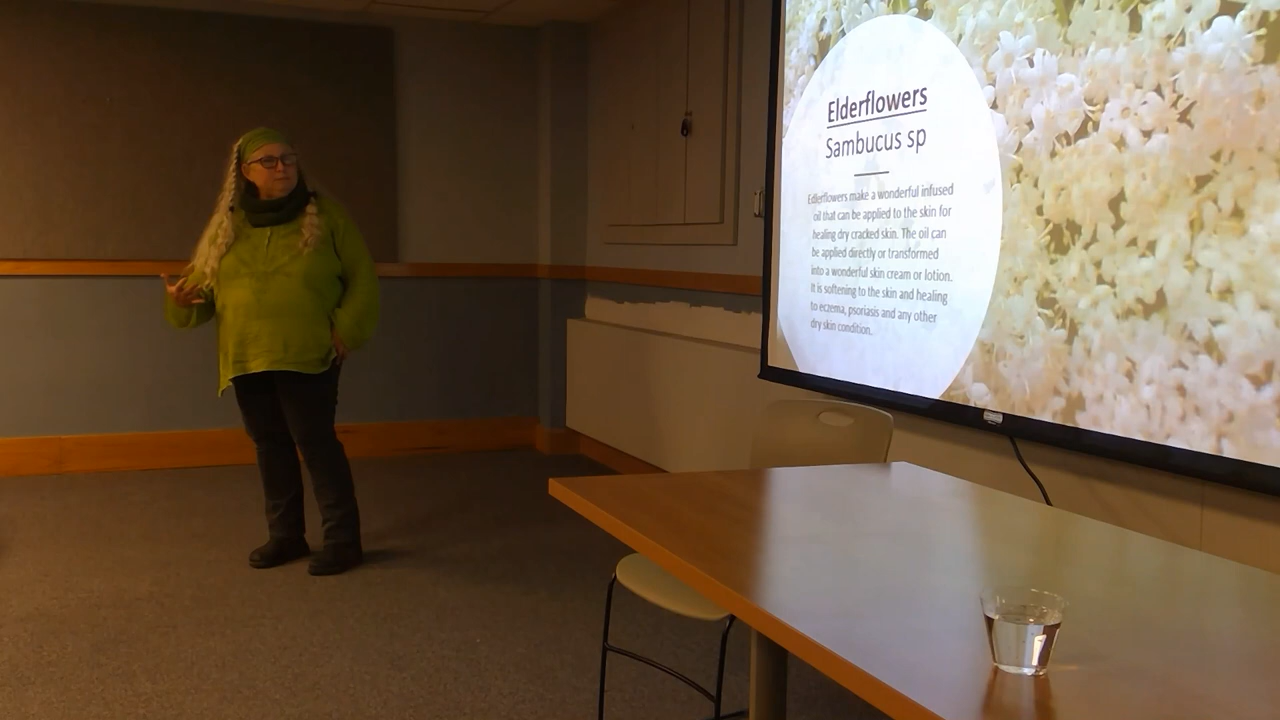 Elderflowers
Sambucus sp
Elderflowers make a wonderful infused
oil that can be applied to the skin for
healing dry cracked skin. The oil can
be applied directly or transformed
into a wonderful skin cream or lotion.
It is softening to the skin and healing
to eczema, psoriasis and any other
dry skin condition.